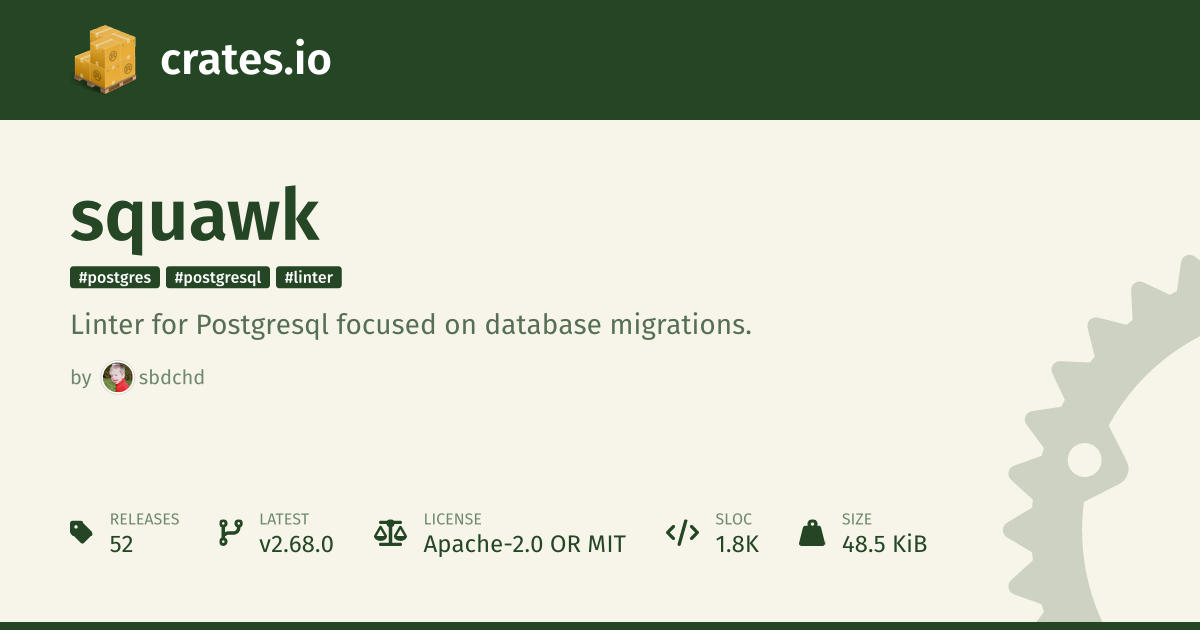 crates.io
squawk
#postgres #postgresql #linter
Linter for Postgresql focused on database migrations.
by sbdchd
RELEASES LATEST LICENSE SLOC SIZE
52 v2.68.0 Apache-2.0 OR MIT 1.8K 48.5 KiB